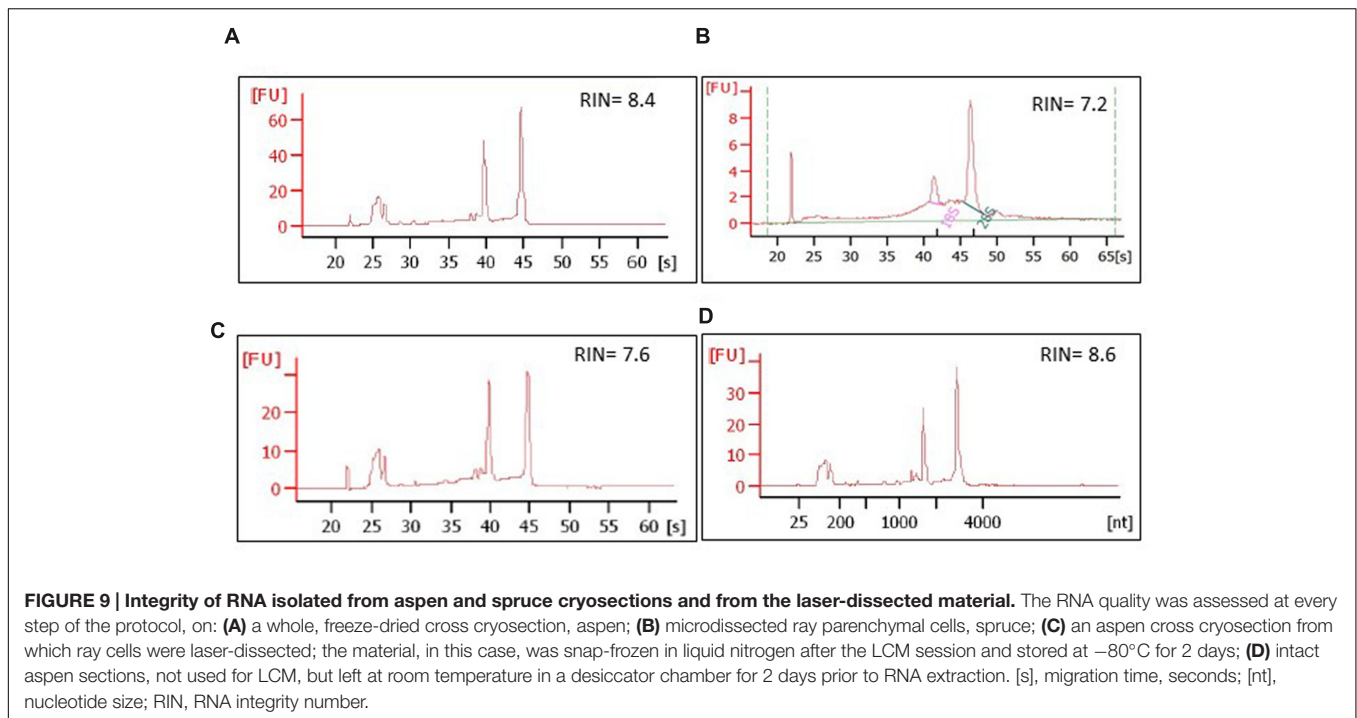 A
B
[FU]
RIN= 8.4
60
40
20
0
20 25 30 35 40 45 50 55 60 [s]
[FU]
RIN= 7.2
8
6
4
2
0
18S
28S
20 25 30 35 40 45 50 55 60 65[s]
C
D
[FU]
RIN= 7.6
20
10
0
20 25 30 35 40 45 50 55 60 [s]
[FU]
RIN= 8.6
30
20
10
0
25 200 1000 4000 [nt]
FIGURE 9 | Integrity of RNA isolated from aspen and spruce cryosections and from the laser-dissected material. The RNA quality was assessed at every
step of the protocol, on: (A) a whole, freeze-dried cross cryosection, aspen; (B) microdissected ray parenchymal cells, spruce; (C) an aspen cross cryosection from
which ray cells were laser-dissected; the material, in this case, was snap-frozen in liquid nitrogen after the LCM session and stored at −80°C for 2 days; (D) intact
aspen sections, not used for LCM, but left at room temperature in a desiccator chamber for 2 days prior to RNA extraction. [s], migration time, seconds; [nt],
nucleotide size; RIN, RNA integrity number.